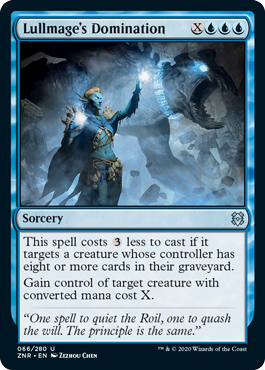 Lullmage's Domination X
Sorcery
This spell costs 3 less to cast if it
targets a creature whose controller has
eight or more cards in their graveyard.
Gain control of target creature with
converted mana cost X.
"One spell to quiet the Roil, one to quash
the will. The principle is the same."
066/280 U
ZNR • EN Zezhou Chen
™ & © 2020 Wizards of the Coast